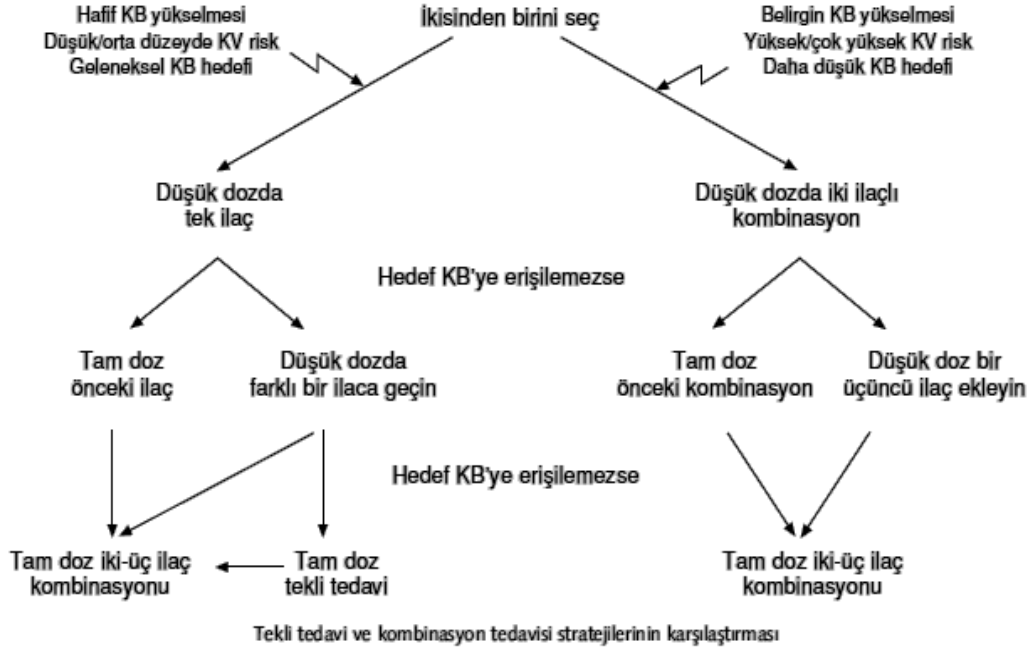 Hafif KB yükselmesi
Düşük/orta düzeyde KV risk
Geleneksel KB hedefi
İkisinden birini seç
Belirgin KB yükselmesi
Yüksek/çok yüksek KV risk
Daha düşük KB hedefi
Düşük dozda
tek ilaç
Düşük dozda iki ilaçlı
kombinasyon
Hedef KB'ye erişilemezse
Tam doz
önceki ilaç
Düşük dozda
farklı bir ilaca geçin
Tam doz
önceki kombinasyon
Düşük doz bir
üçüncü ilaç ekleyin
Hedef KB'ye erişilemezse
Tam doz iki-üç ilaç
kombinasyonu
Tam doz
tekli tedavi
Tam doz iki-üç ilaç
kombinasyonu
Tekli tedavi ve kombinasyon tedavisi stratejilerinin karşılaştırması